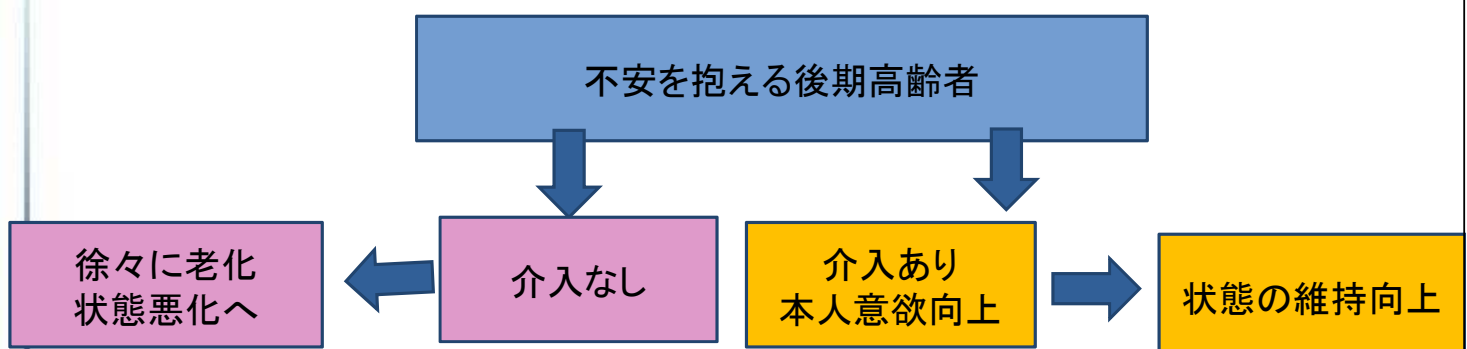 不安を抱える後期高齢者
徐々に老化
状態悪化へ
介入なし
介入あり
本人意欲向上
状態の維持向上